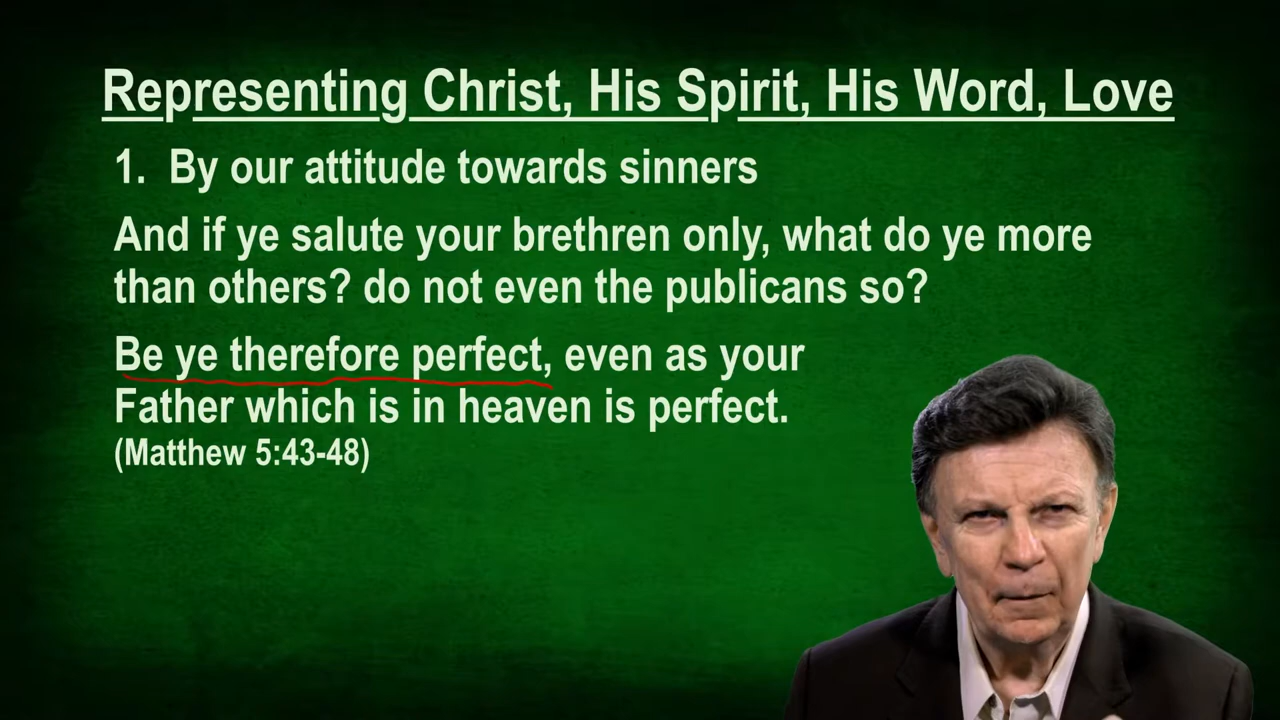 Representing Christ, His Spirit, His Word, Love
1. By our attitude towards sinners
And if ye salute your brethren only, what do ye more
than others? do not even the publicans so?
Be ye therefore perfect, even as your
Father which is in heaven is perfect.
(Matthew 5:43-48)